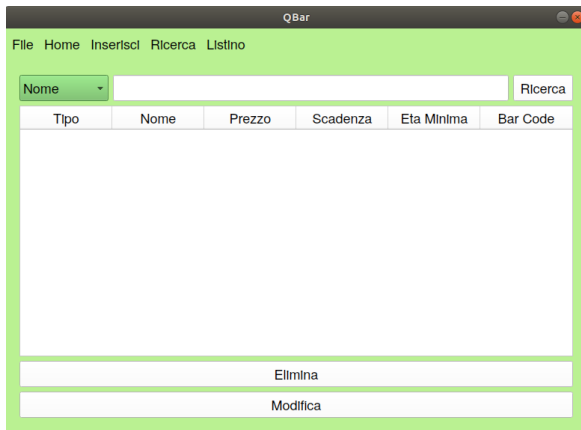 QBar
File Home Inserisci Ricerca Listino
Nome Ricerca
Tipo Nome Prezzo Scadenza Eta Minima Bar Code
Elimina
Modifica